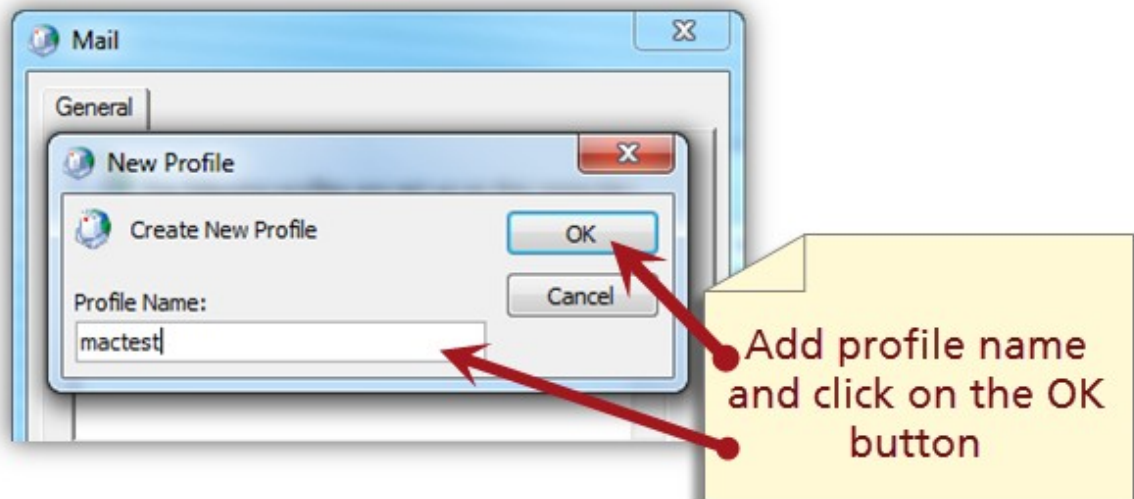 Mail
General
New Profile
Create New Profile
OK
Cancel
Profile Name:
mactest
Add profile name
and click on the OK
button